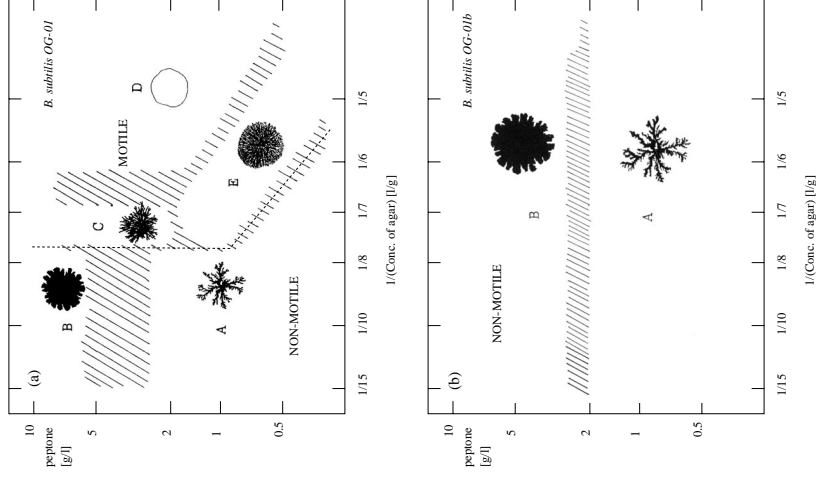 (a)
B. subtilis OG-01
MOTILE
NON-MOTILE
A
B
C
D
E
10
5
2
1
0.5
peptone
[g/l]
1/15
1/10
1/8
1/7
1/6
1/5
1/(Conc. of agar) [l/g]
(b)
B. subtilis OG-01b
NON-MOTILE
B
A
10
5
2
1
0.5
peptone
[g/l]
1/15
1/10
1/8
1/7
1/6
1/5
1/(Conc. of agar) [l/g]